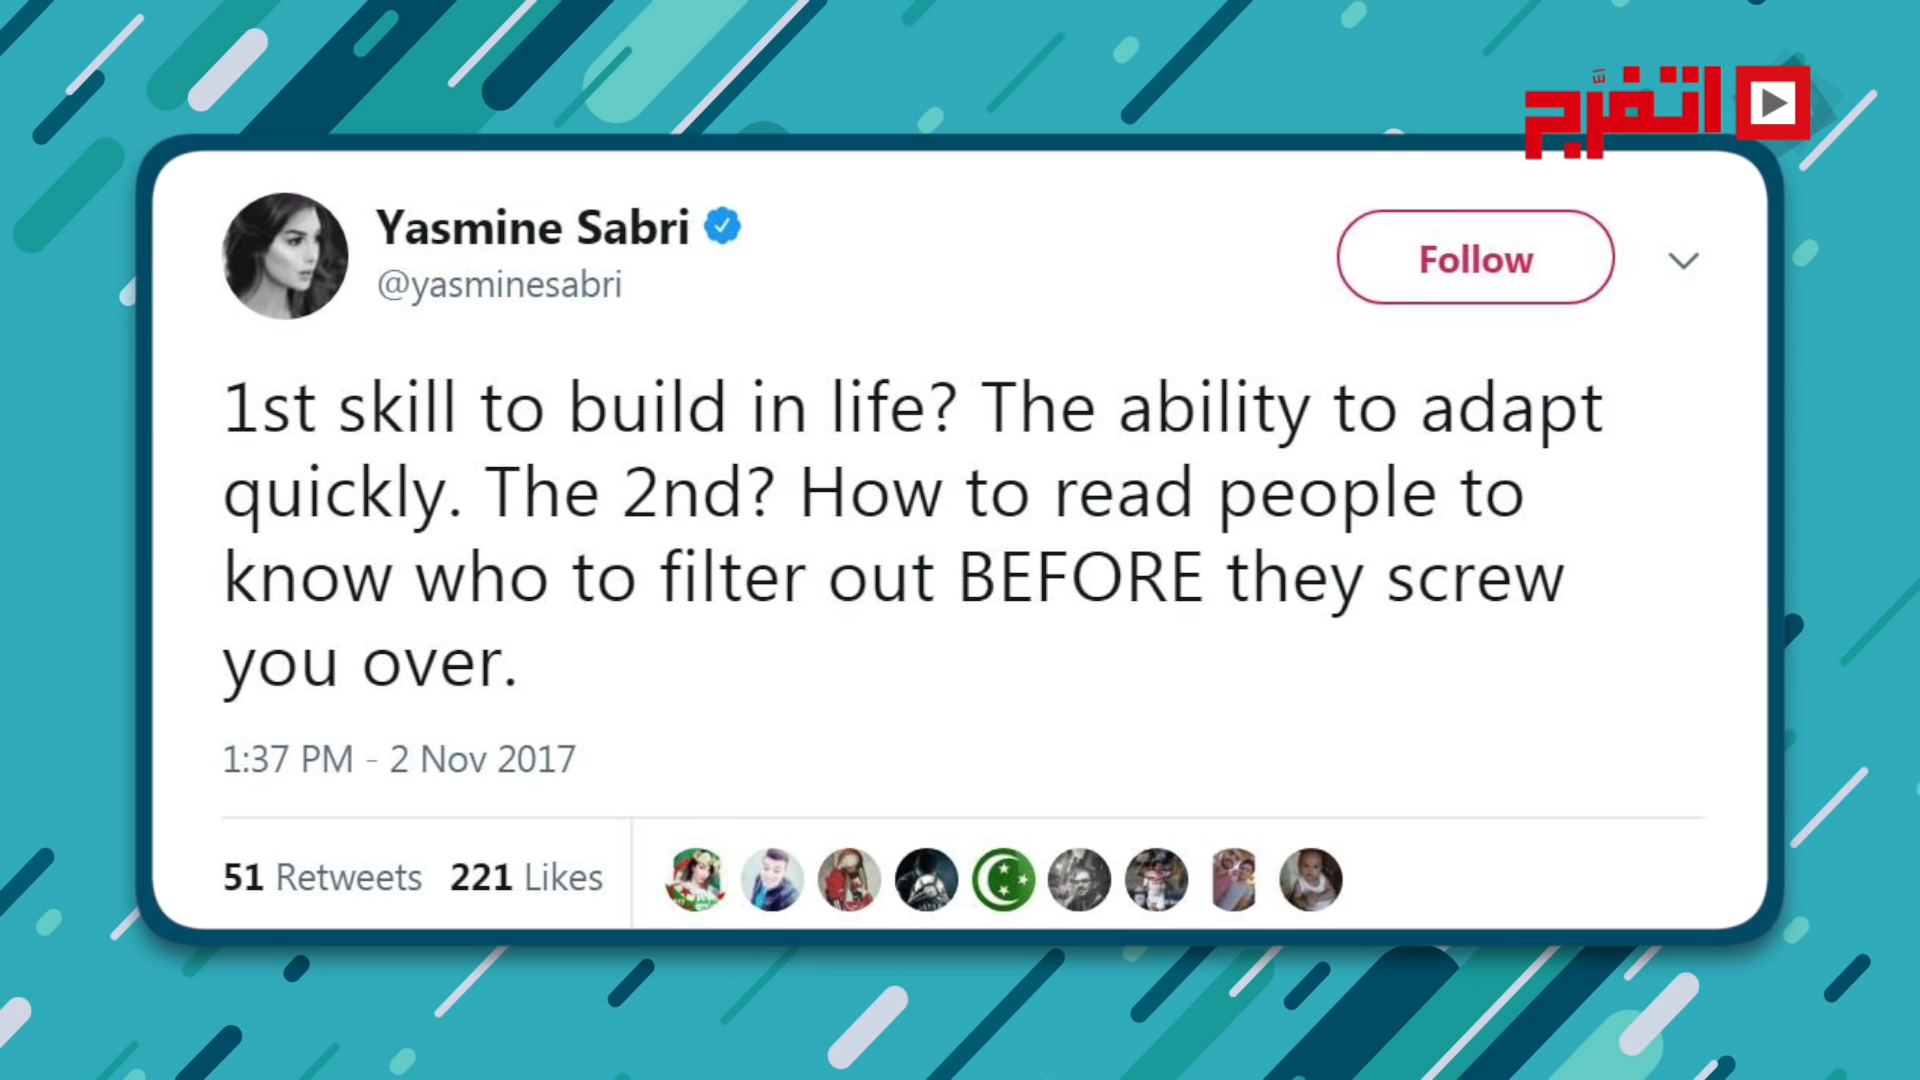 اتفرَّج
Yasmine Sabri
@yasminesabri
Follow
1st skill to build in life? The ability to adapt
quickly. The 2nd? How to read people to
know who to filter out BEFORE they screw
you over.
1:37 PM - 2 Nov 2017
51 Retweets 221 Likes